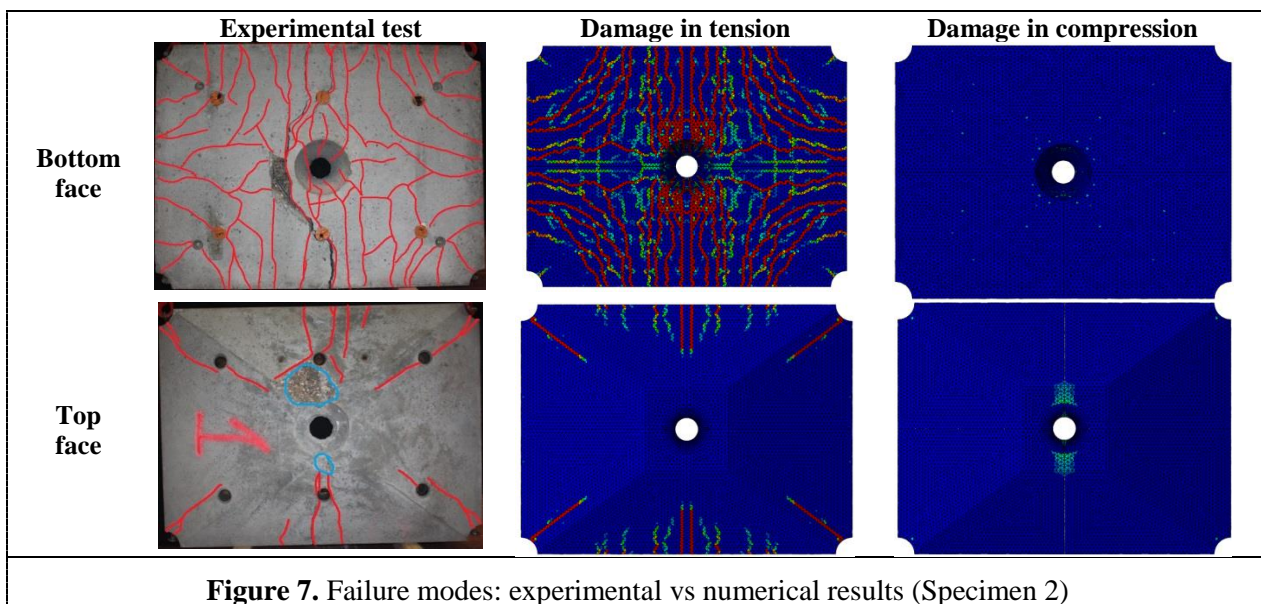 Experimental test
Damage in tension
Damage in compression
Bottom
face
Top
face
Figure 7. Failure modes: experimental vs numerical results (Specimen 2)